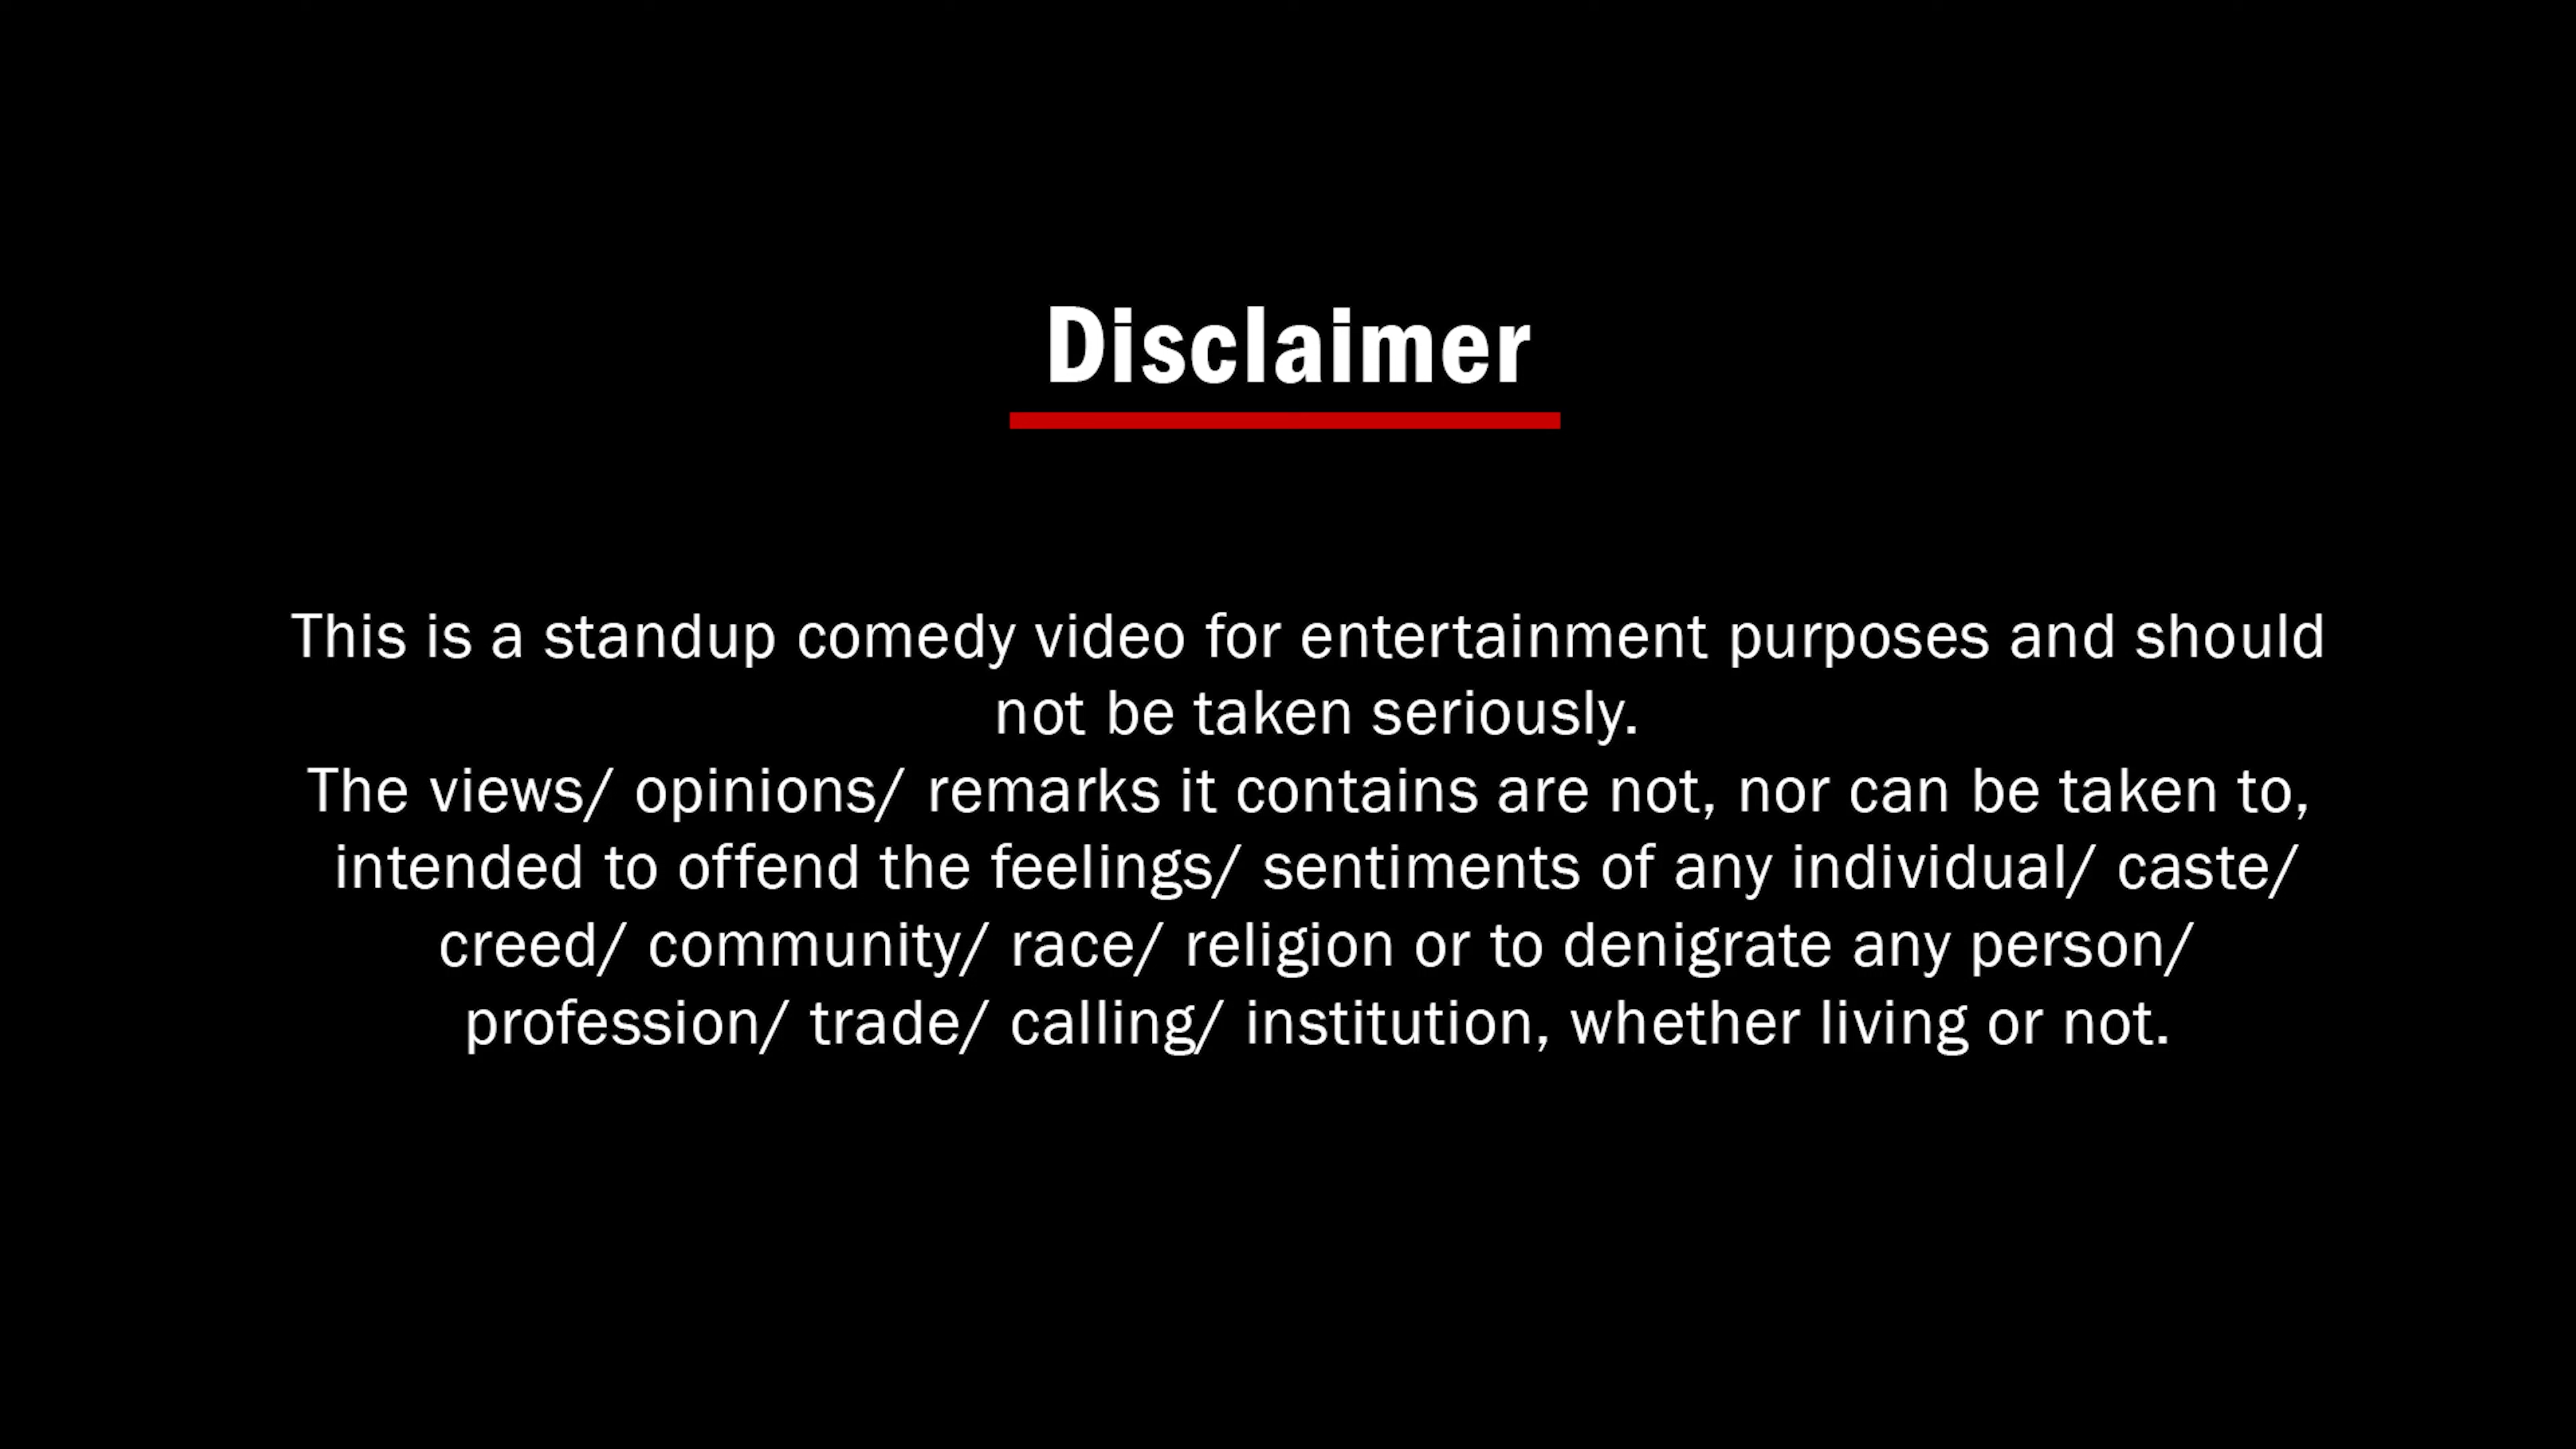 Disclaimer
This is a standup comedy video for entertainment purposes and should
not be taken seriously.
The views/ opinions/ remarks it contains are not, nor can be taken to,
intended to offend the feelings/ sentiments of any individual/ caste/
creed/ community/ race/ religion or to denigrate any person/
profession/ trade/ calling/ institution, whether living or not.